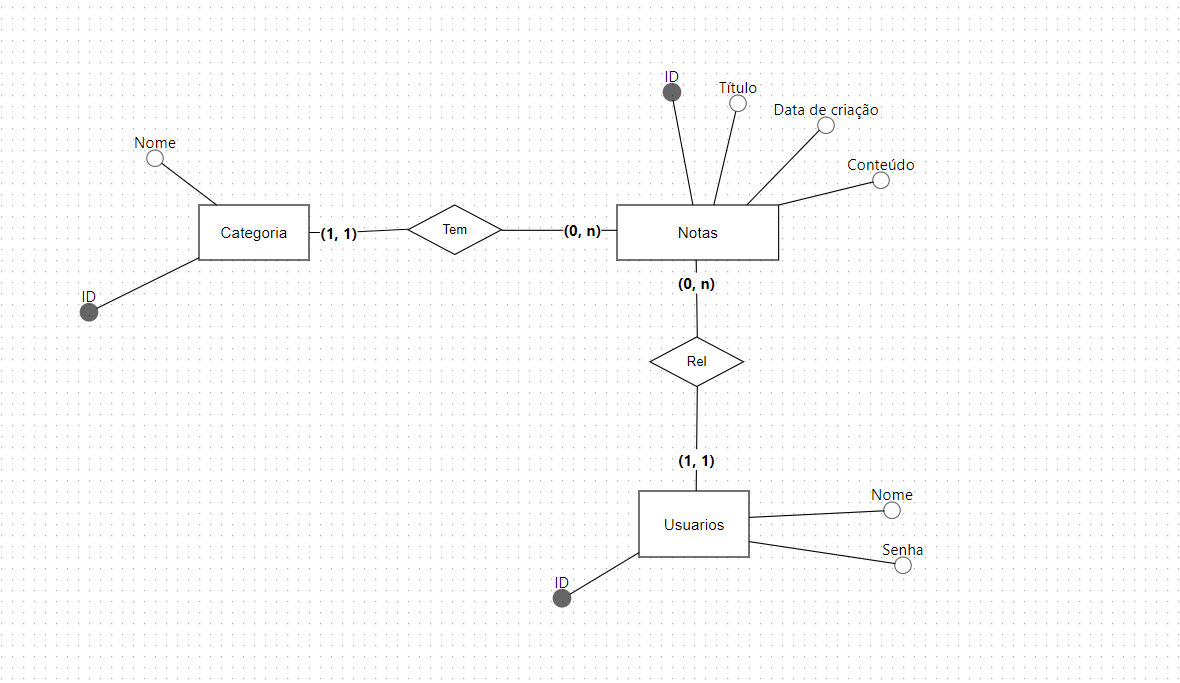 ID
Título
Data de criação
Nome
Conteúdo
Categoria
(1, 1)
Tem
(0, n)
Notas
(0, n)
ID
Rel
(1, 1)
Nome
Usuarios
Senha
ID